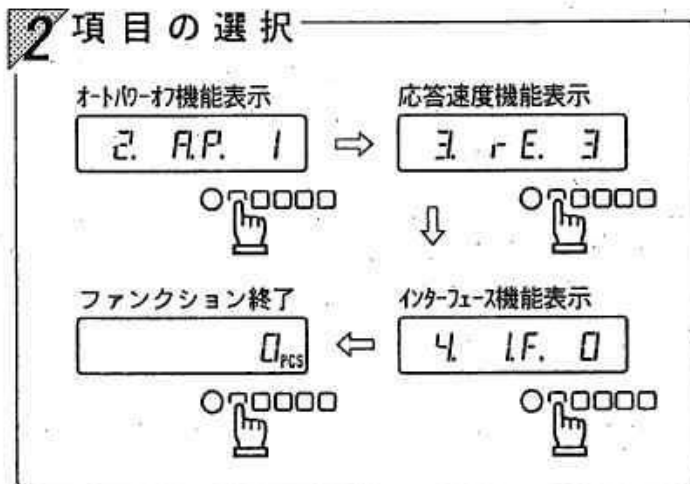 2 項目の選択
オートパワーオフ機能表示
2. A.P. 1
応答速度機能表示
3. r E. 3
ファンクション終了
0 PCS
インターフェース機能表示
4. I.F. 0